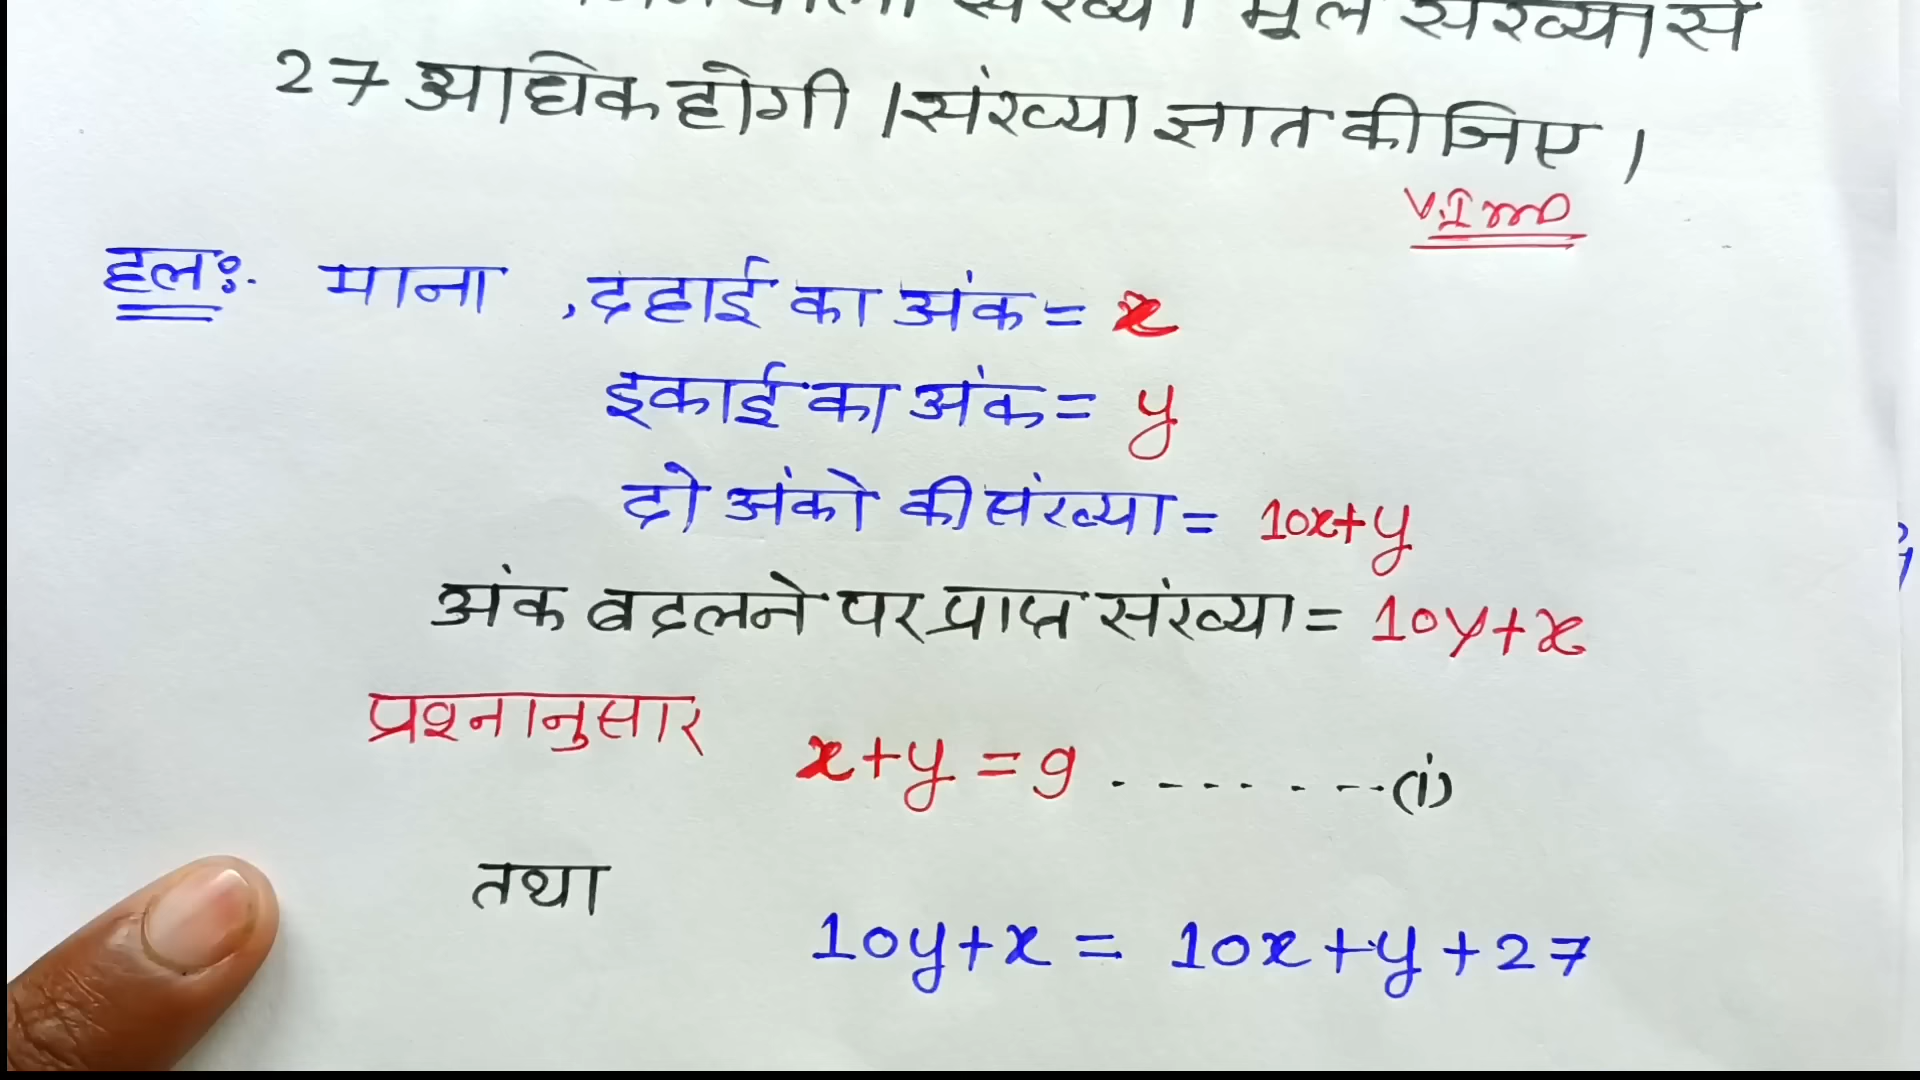 संख्या मूल संख्या से
27 अधिक होगी । संख्या ज्ञात कीजिए ।
V.Imp
हलः- माना , दहाई का अंक = x
इकाई का अंक = y
दो अंको की संख्या = 10x+y
अंक बदलने पर प्राप्त संख्या = 10y+x
प्रश्नानुसार x+y = 9 ........(i)
तथा
10y+x = 10x+y+27